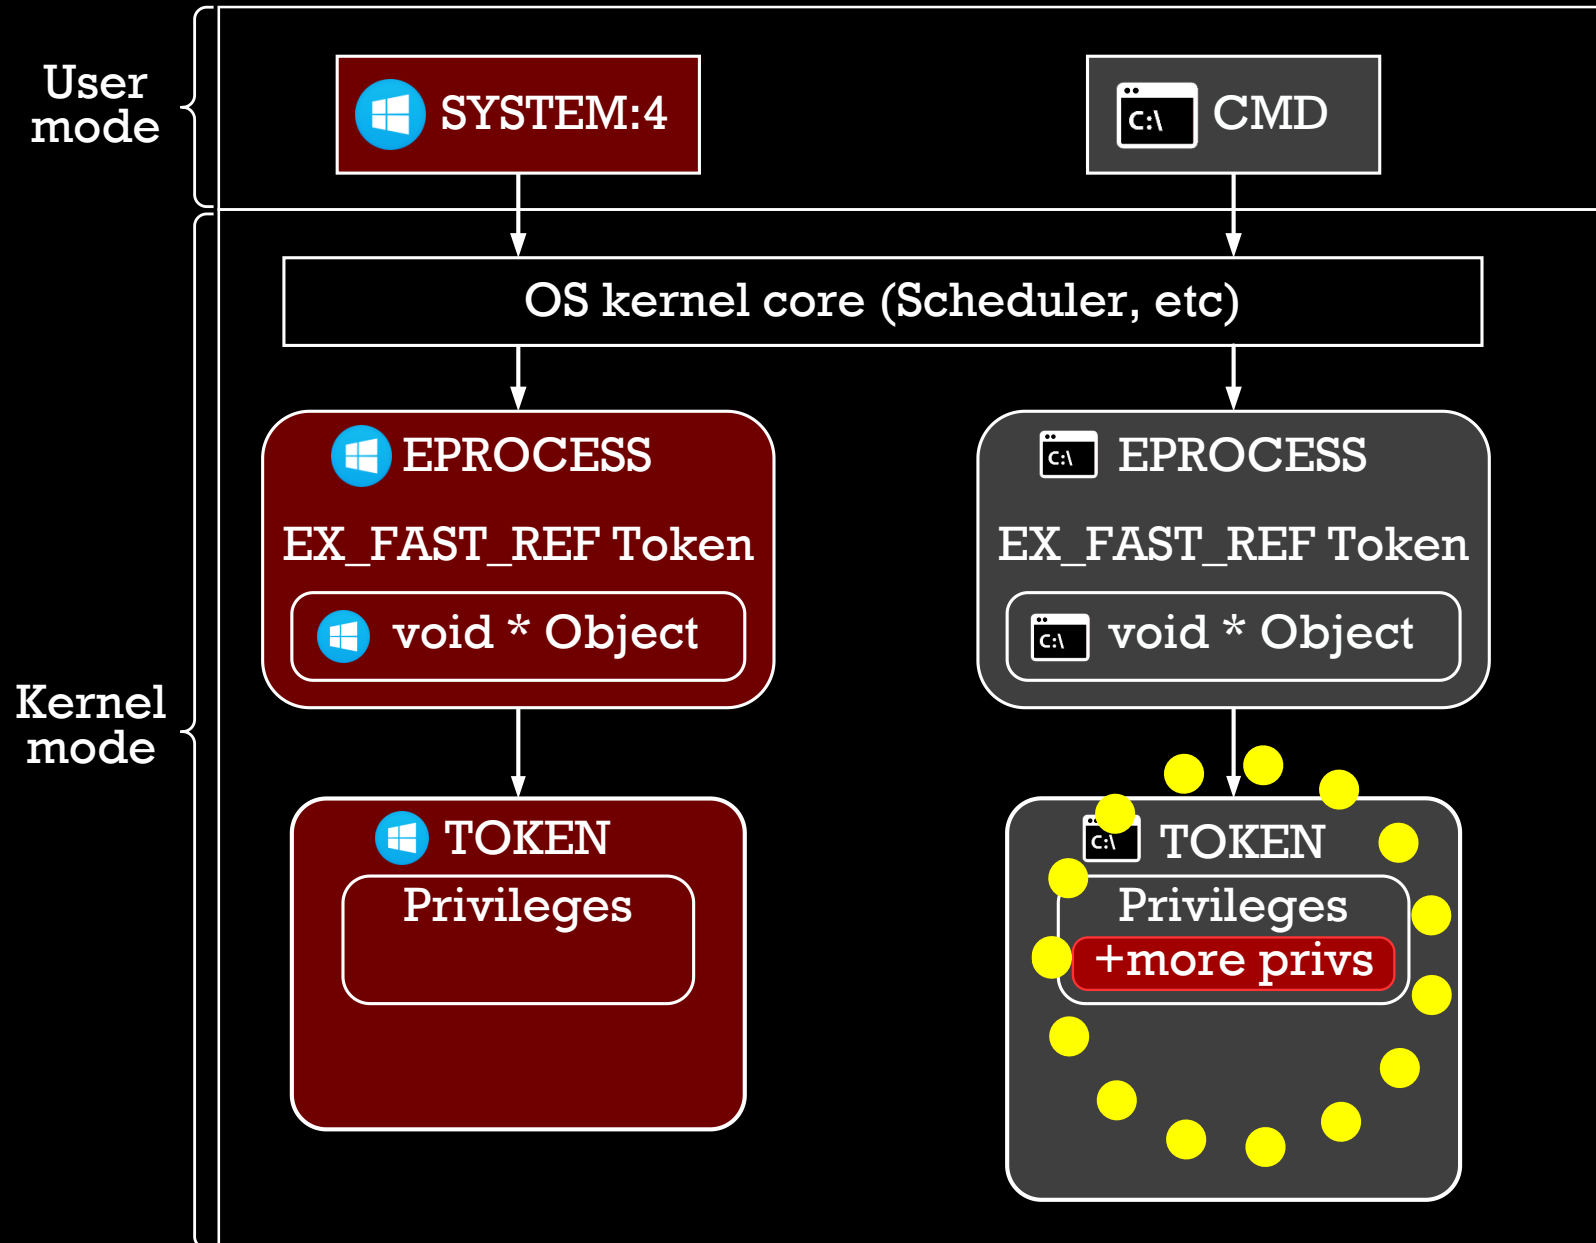 User
mode
SYSTEM:4
C:\ CMD
OS kernel core (Scheduler, etc)
Kernel
mode
EPROCESS
EX_FAST_REF Token
void * Object
C:\ EPROCESS
EX_FAST_REF Token
C:\ void * Object
TOKEN
Privileges
C:\ TOKEN
Privileges
+more privs